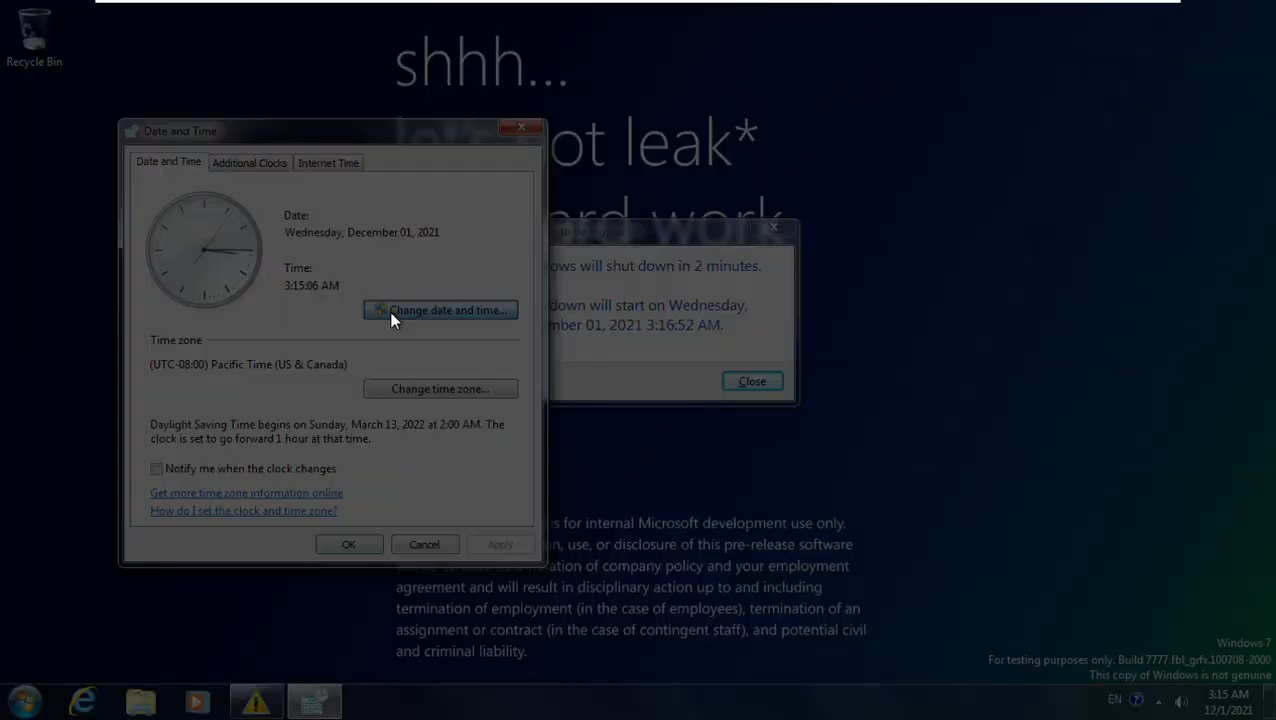 Recycle Bin
shhh...
ot leak*
Date and Time
Date and Time
Additional Clocks
Internet Time
Date:
Wednesday, December 01, 2021
Time:
3:15:06 AM
Change date and time...
Time zone
(UTC-08:00) Pacific Time (US & Canada)
Change time zone...
Daylight Saving Time begins on Sunday, March 13, 2022 at 2:00 AM. The
clock is set to go forward 1 hour at that time.
Notify me when the clock changes
Get more time zone information online
How do I set the clock and time zone?
OK
Cancel
Apply
work
ows will shut down in 2 minutes.
down will start on Wednesday,
mber 01, 2021 3:16:52 AM.
Close
is for internal Microsoft development use only.
on, use, or disclosure of this pre-release software
olation of company policy and your employment
agreement and will result in disciplinary action up to and including
termination of employment (in the case of employees), termination of an
assignment or contract (in the case of contingent staff), and potential civil
and criminal liability.
Windows 7
For testing purposes only. Build 7777.fbl_grfx.100708-2000
This copy of Windows is not genuine
EN
3:15 AM
12/1/2021